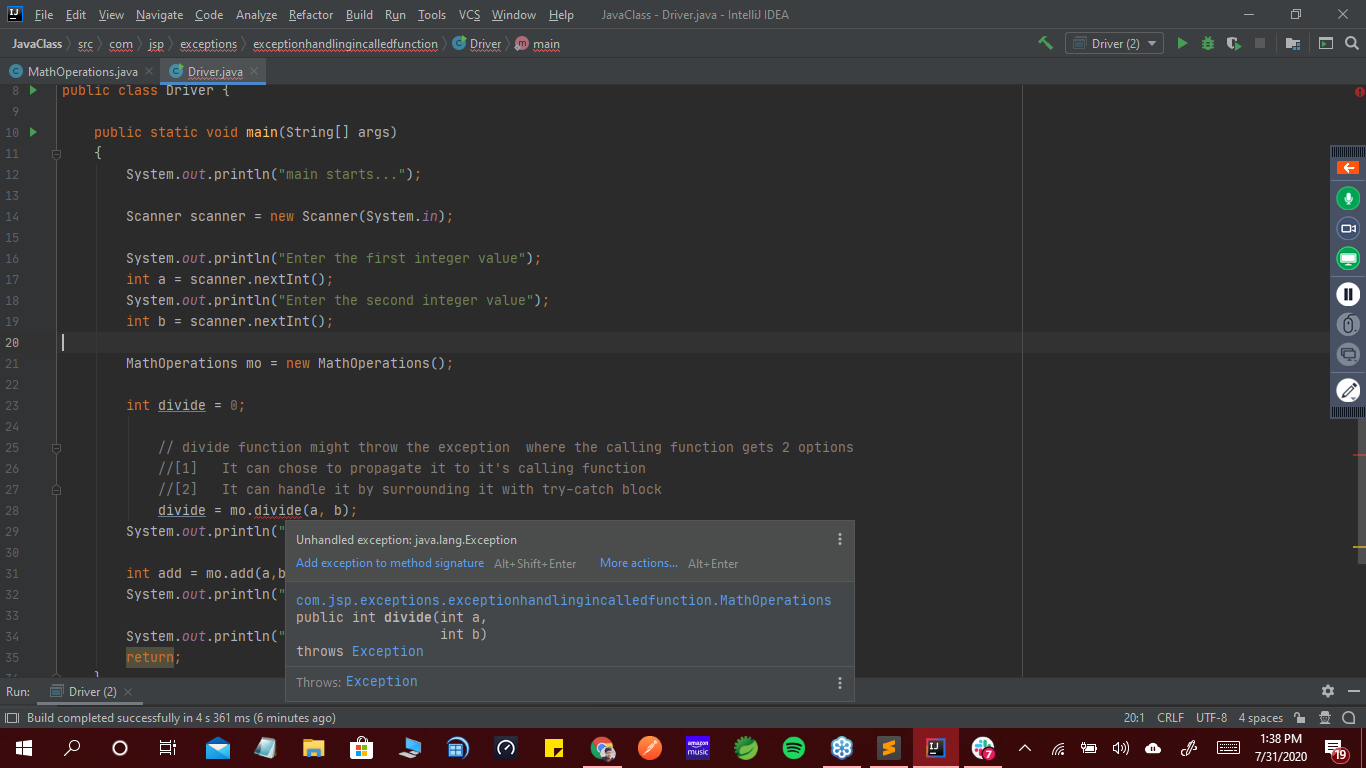 File Edit View Navigate Code Analyze Refactor Build Run Tools VCS Window Help JavaClass - Driver.java - IntelliJ IDEA
JavaClass src com jsp exceptions exceptionhandlingincalledfunction Driver main Driver (2)
MathOperations.java Driver.java
8 public class Driver {
9
10 public static void main(String[] args)
11 {
12 System.out.println("main starts...");
13
14 Scanner scanner = new Scanner(System.in);
15
16 System.out.println("Enter the first integer value");
17 int a = scanner.nextInt();
18 System.out.println("Enter the second integer value");
19 int b = scanner.nextInt();
20
21 MathOperations mo = new MathOperations();
22
23 int divide = 0;
24
25 // divide function might throw the exception  where the calling function gets 2 options
26 //[1]   It can chose to propagate it to it's calling function
27 //[2]   It can handle it by surrounding it with try-catch block
28 divide = mo.divide(a, b);
29 System.out.println("
30
31 int add = mo.add(a,b
32 System.out.println("
33
34 System.out.println("
35 return;
Unhandled exception: java.lang.Exception
Add exception to method signature Alt+Shift+Enter More actions... Alt+Enter
com.jsp.exceptions.exceptionhandlingincalledfunction.MathOperations
public int divide(int a,
int b)
throws Exception
Throws: Exception
Run: Driver (2)
Build completed successfully in 4 s 361 ms (6 minutes ago) 20:1 CRLF UTF-8 4 spaces
amazon music
7
1:38 PM
7/31/2020
19